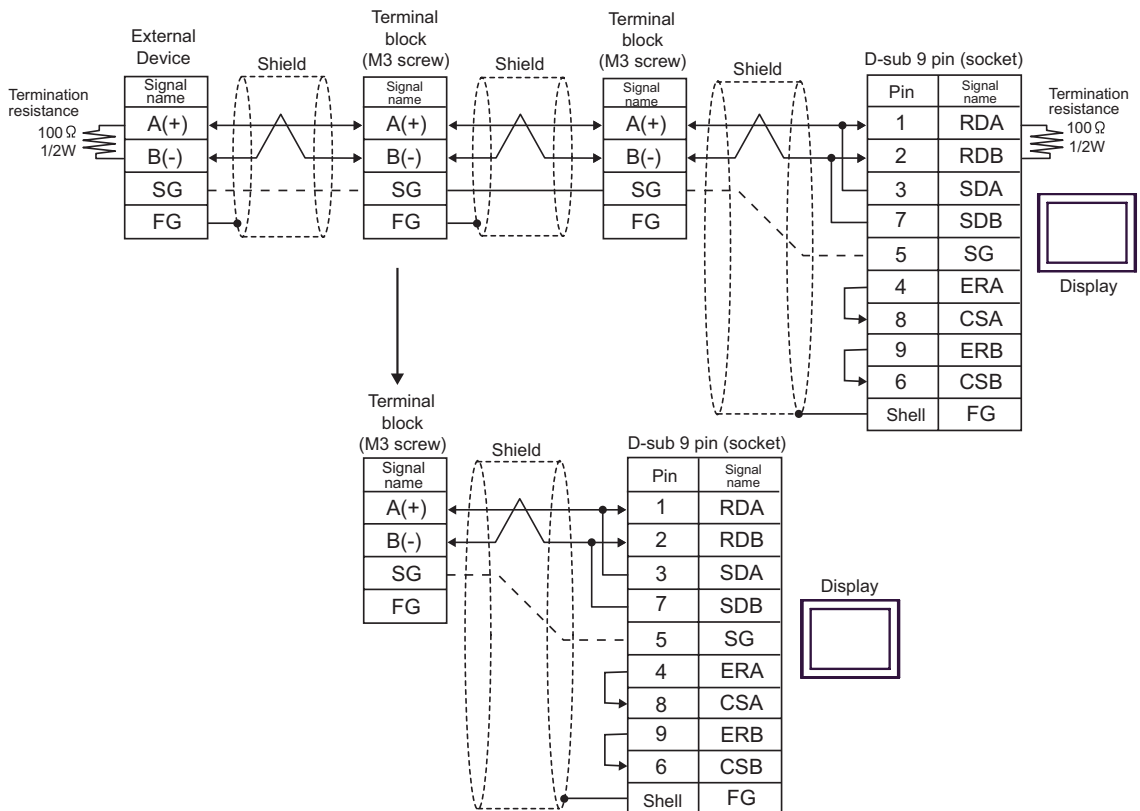 External
Device
Signal
name
A(+)
B(-)
SG
FG
Termination
resistance
100Ω
1/2W
Shield
Terminal
block
(M3 screw)
Signal
name
A(+)
B(-)
SG
FG
Shield
Terminal
block
(M3 screw)
Signal
name
A(+)
B(-)
SG
FG
Shield
D-sub 9 pin (socket)
Pin Signal name
1 RDA
2 RDB
3 SDA
7 SDB
5 SG
4 ERA
8 CSA
9 ERB
6 CSB
Shell FG
Termination
resistance
100Ω
1/2W
Display
Terminal
block
(M3 screw)
Signal
name
A(+)
B(-)
SG
FG
Shield
D-sub 9 pin (socket)
Pin Signal name
1 RDA
2 RDB
3 SDA
7 SDB
5 SG
4 ERA
8 CSA
9 ERB
6 CSB
Shell FG
Display